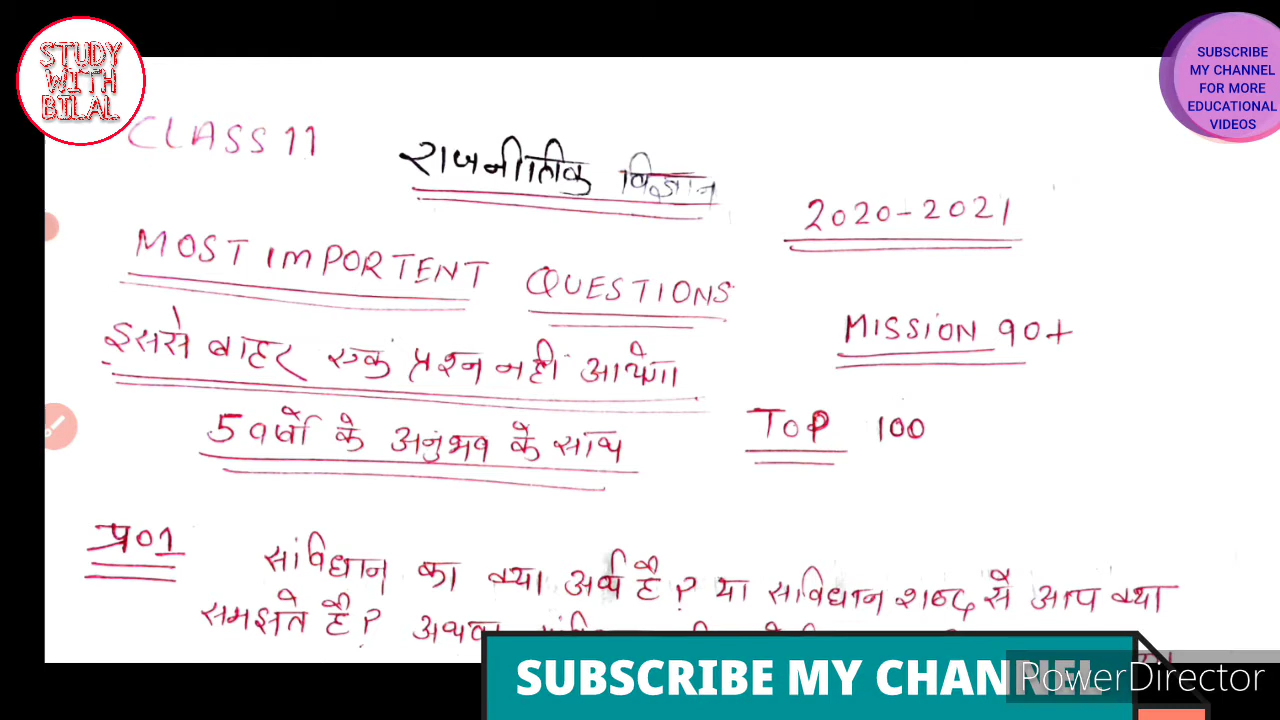 STUDY
WITH
BILAL
SUBSCRIBE
MY CHANNEL
FOR MORE
EDUCATIONAL
VIDEOS
CLASS 11
राजनीतिक विज्ञान
2020-2021
MOST IMPORTENT QUESTIONS
MISSION 90+
इससे बाहर एक प्रश्न नहीं आयेगा
5 वर्षो के अनुभव के साथ
TOP 100
प्र01
संविधान का क्या अर्थ है? या संविधान शब्द से आप क्या
समझते है? अथवा
SUBSCRIBE MY CHANNEL
PowerDirector